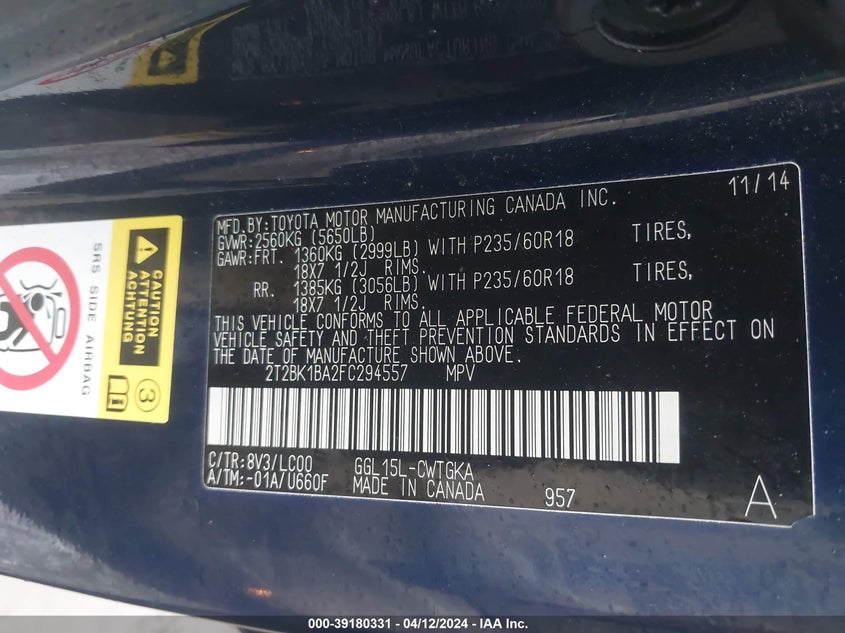 11/14
MFD.BY:TOYOTA MOTOR MANUFACTURING CANADA INC.
GVWR:2560KG (5650LB)
GAWR:FRT. 1360KG (2999LB) WITH P235/60R18 TIRES,
18X7 1/2J RIMS.
RR. 1385KG (3056LB) WITH P235/60R18 TIRES,
18X7 1/2J RIMS.
THIS VEHICLE CONFORMS TO ALL APPLICABLE FEDERAL MOTOR
VEHICLE SAFETY AND THEFT PREVENTION STANDARDS IN EFFECT ON
THE DATE OF MANUFACTURE SHOWN ABOVE.
2T2BK1BA2FC294557 MPV
C/TR:8V3/LC00 GGL15L-CWTGKA
A/TM:-01A/U660F MADE IN CANADA 957 A
SRS SIDE AIRBAG
CAUTION
ATTENTION
ACHTUNG
3
000-39180331 - 04/12/2024 - IAA Inc.